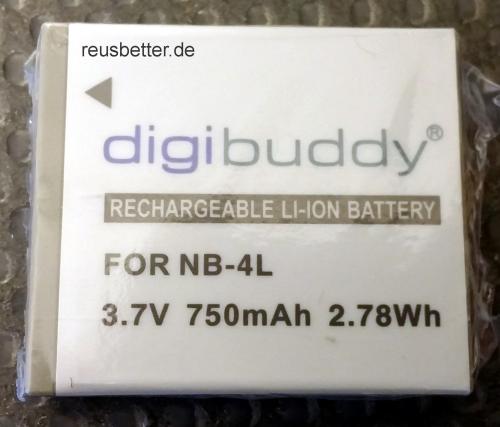 reusbetter.de
digibuddy®
RECHARGEABLE LI-ION BATTERY
FOR NB-4L
3.7V 750mAh 2.78Wh